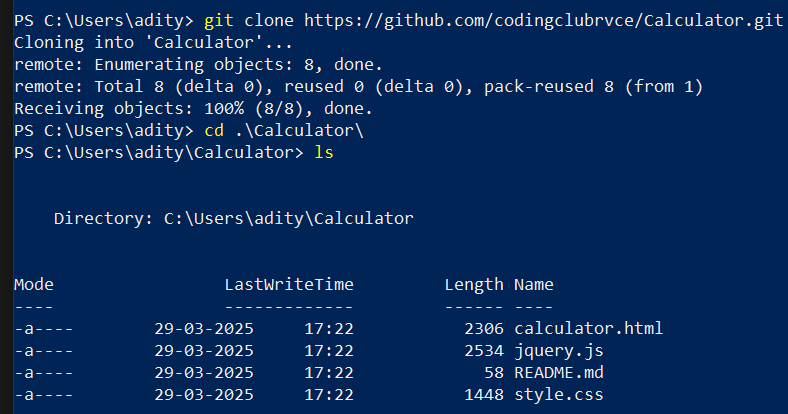 PS C:\Users\adity> git clone https://github.com/codingclubrvce/Calculator.git
Cloning into 'Calculator'...
remote: Enumerating objects: 8, done.
remote: Total 8 (delta 0), reused 0 (delta 0), pack-reused 8 (from 1)
Receiving objects: 100% (8/8), done.
PS C:\Users\adity> cd .\Calculator\
PS C:\Users\adity\Calculator> ls
Directory: C:\Users\adity\Calculator
Mode LastWriteTime Length Name
---- ------------- ------ ----
-a---- 29-03-2025 17:22 2306 calculator.html
-a---- 29-03-2025 17:22 2534 jquery.js
-a---- 29-03-2025 17:22 58 README.md
-a---- 29-03-2025 17:22 1448 style.css